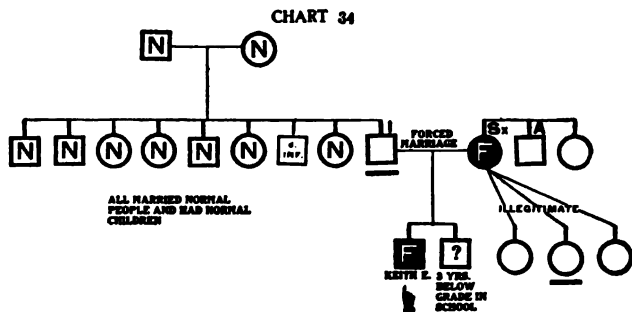 CHART 34
N N
N N N N N N d. INF. N I FORCED MARRIAGE F Sx A
ALL MARRIED NORMAL
PEOPLE AND HAD NORMAL
CHILDREN
ILLEGITIMATE
F ?
KEITH E. 3 YRS.
BELOW
GRADE IN
SCHOOL